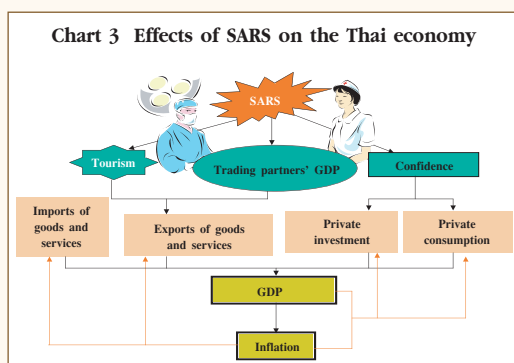 Chart 3 Effects of SARS on the Thai economy
SARS
Tourism
Trading partners' GDP
Confidence
Imports of
goods and
services
Exports of goods
and services
Private
investment
Private
consumption
GDP
Inflation